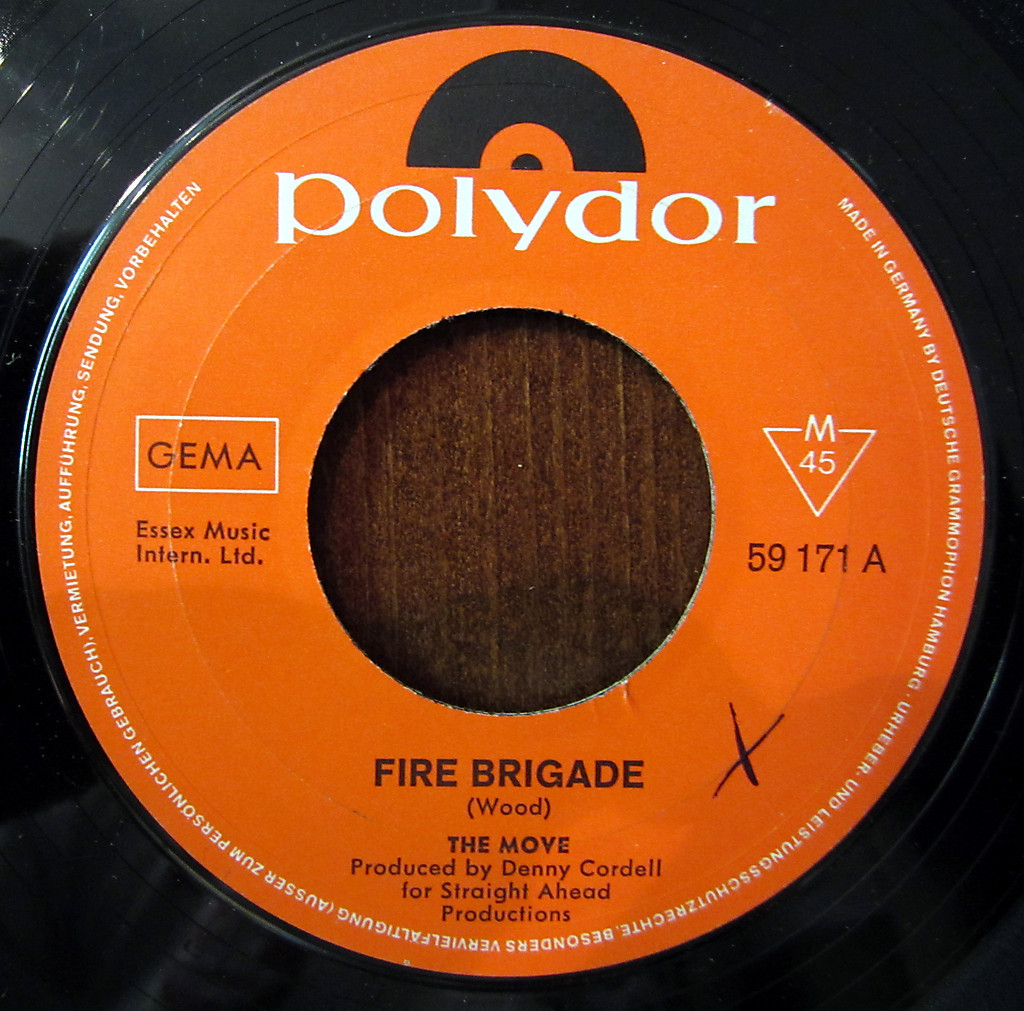 polydor
GEMA
Essex Music
Intern. Ltd.
M
45
59 171 A
FIRE BRIGADE
(Wood)
THE MOVE
Produced by Denny Cordell
for Straight Ahead
Productions
X
MADE IN GERMANY BY DEUTSCHE GRAMMOPHON HAMBURG . URHEBER- UND LEISTUNGSSCHUTZRECHTE, BESONDERS VERVIELFÄLTIGUNG (AUSSER ZUM PERSÖNLICHEN GEBRAUCH), VERMIETUNG, AUFFÜHRUNG, SENDUNG, VORBEHALTEN